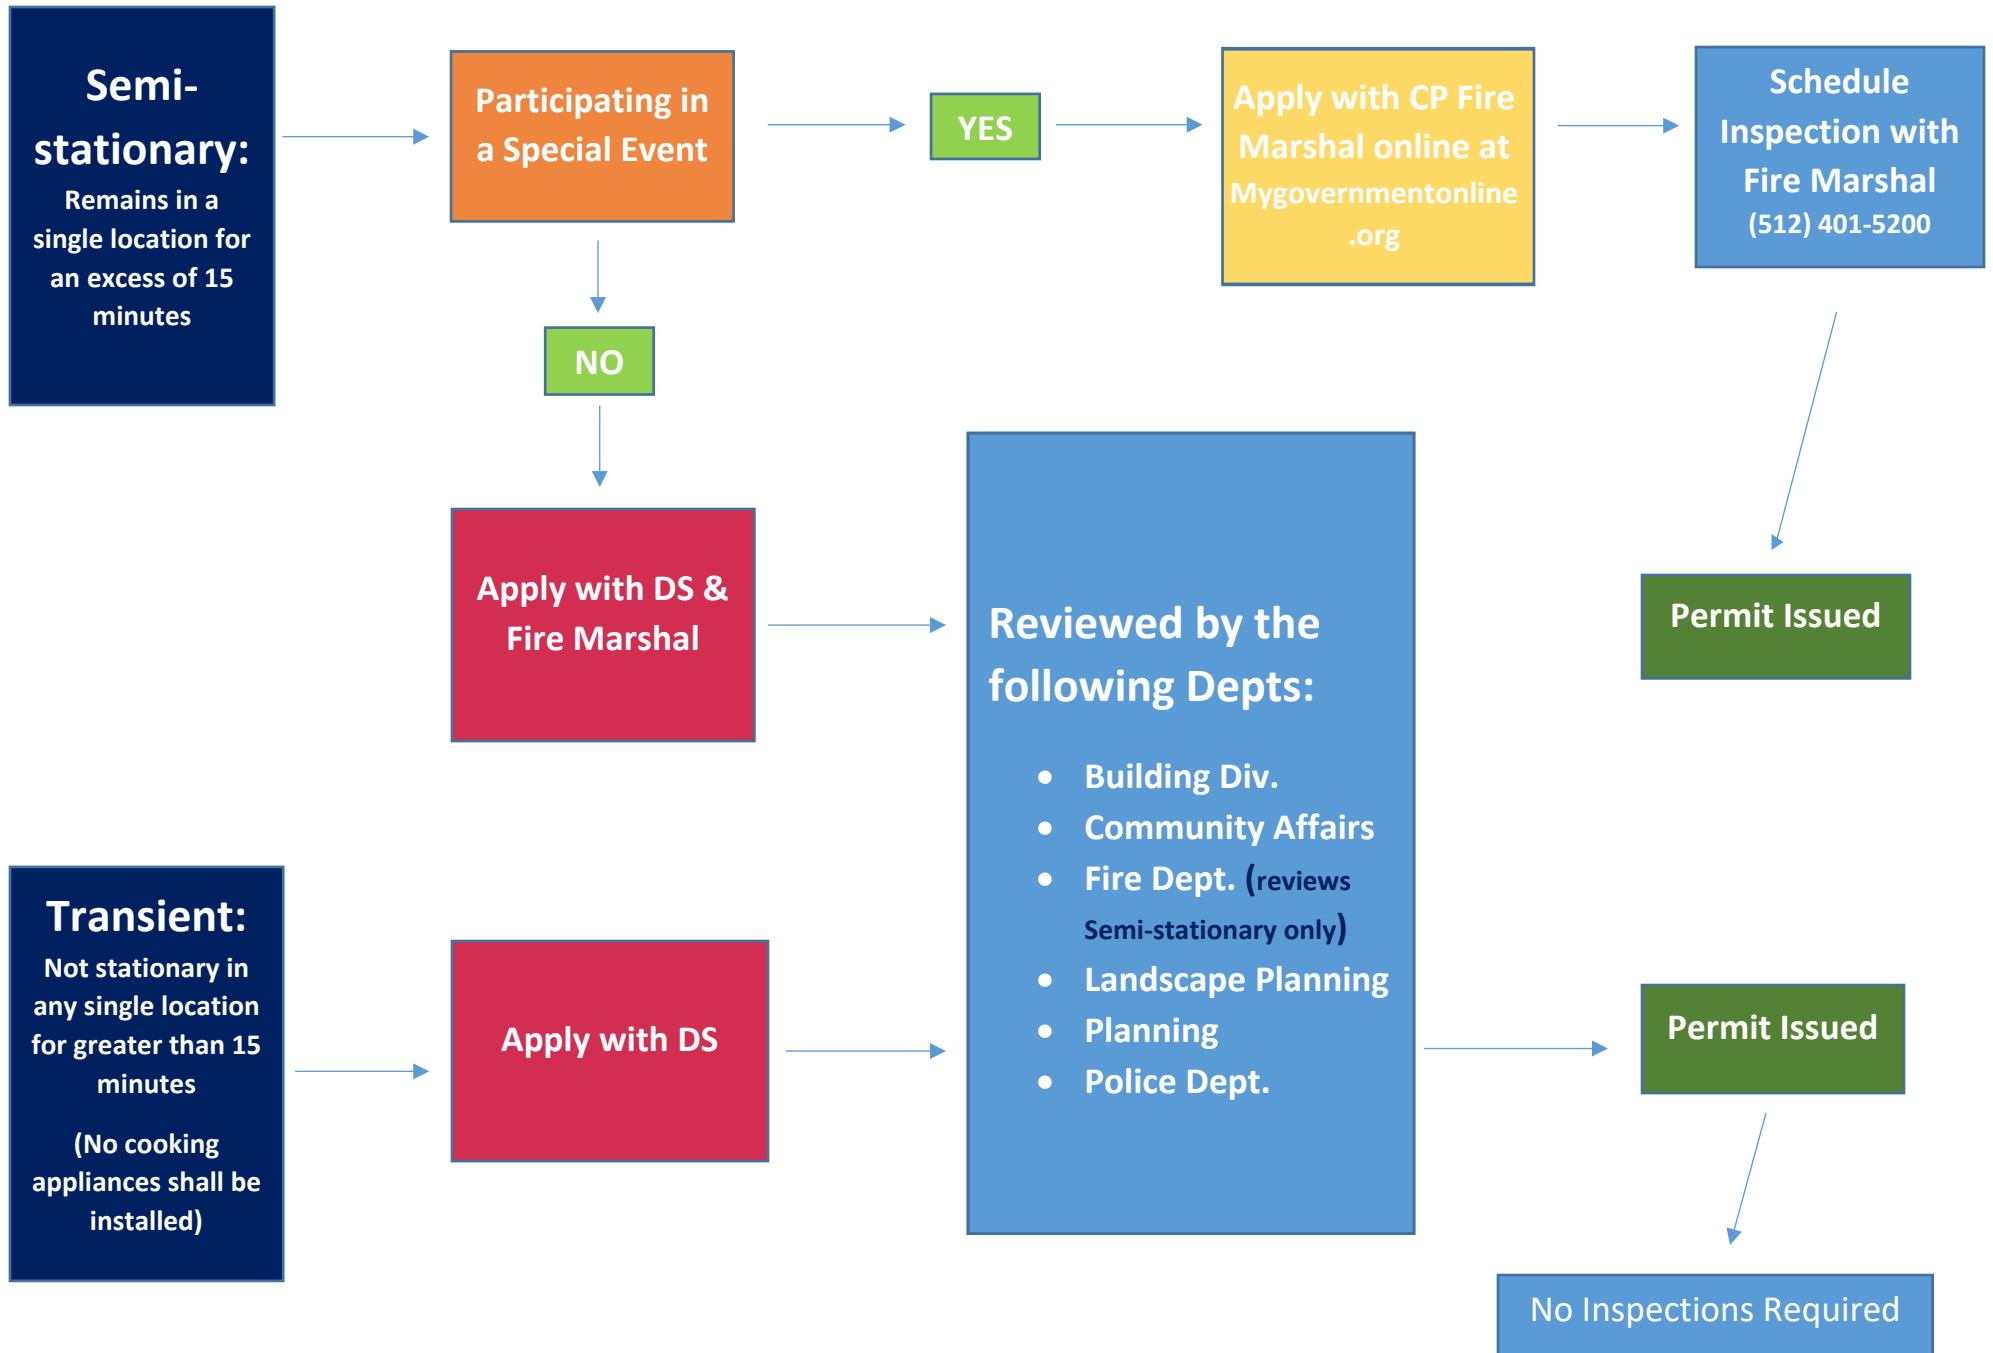 Semi-
stationary:
Remains in a
single location for
an excess of 15
minutes
Participating in
a Special Event
YES
Apply with CP Fire
Marshal online at
Mygovernmentonline
.org
Schedule
Inspection with
Fire Marshal
(512) 401-5200
NO
Permit Issued
Apply with DS &
Fire Marshal
Reviewed by the
following Depts:
• Building Div.
• Community Affairs
• Fire Dept. (reviews
Semi-stationary only)
• Landscape Planning
• Planning
• Police Dept.
Transient:
Not stationary in
any single location
for greater than 15
minutes
(No cooking
appliances shall be
installed)
Apply with DS
Permit Issued
No Inspections Required